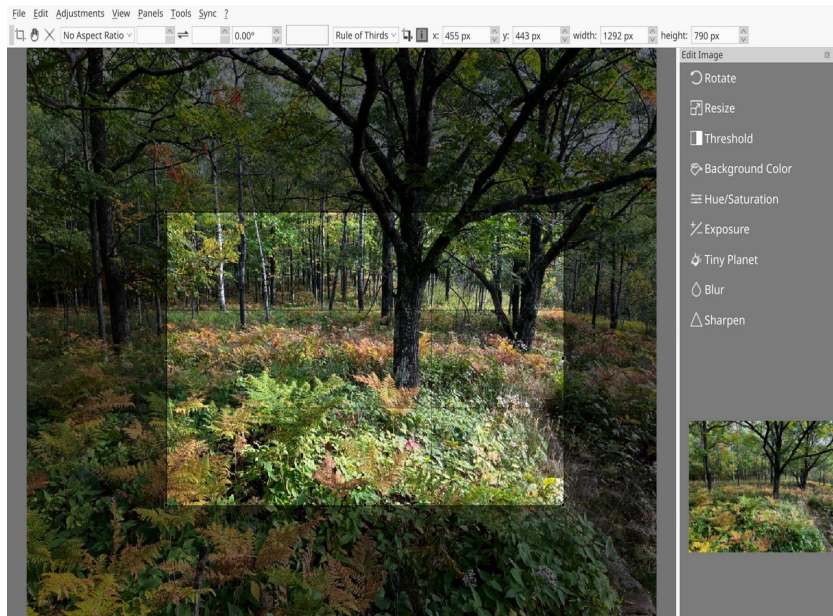 File Edit Adjustments View Panels Tools Sync ?
No Aspect Ratio 0.00° Rule of Thirds x: 455 px y: 443 px width: 1292 px height: 790 px
Edit Image
Rotate
Resize
Threshold
Background Color
Hue/Saturation
Exposure
Tiny Planet
Blur
Sharpen